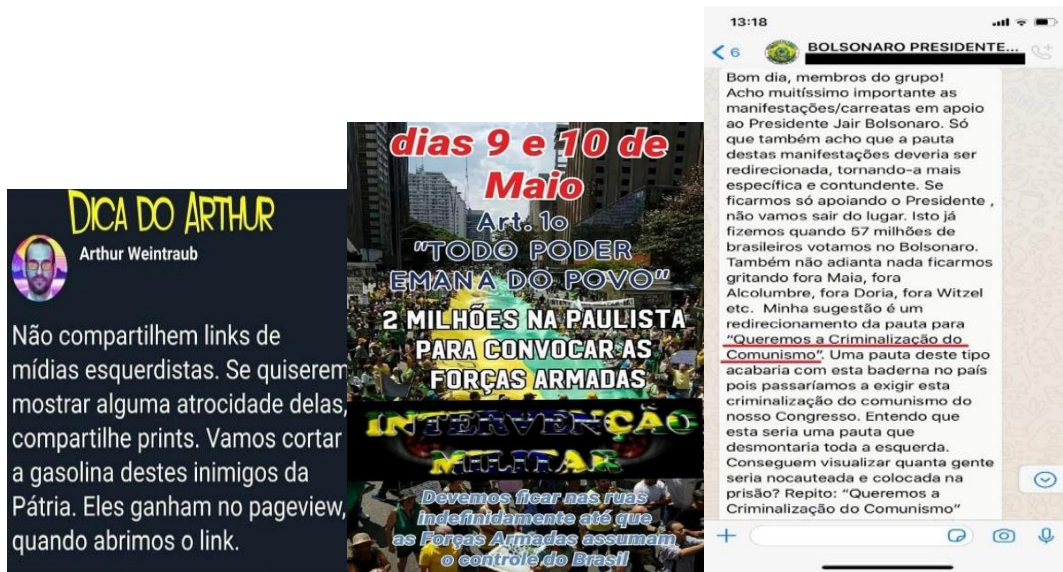 DICA DO ARTHUR
Arthur Weintraub
Não compartilhem links de
mídias esquerdistas. Se quiserem
mostrar alguma atrocidade delas,
compartilhe prints. Vamos cortar
a gasolina destes inimigos da
Pátria. Eles ganham no pageview,
quando abrimos o link.
dias 9 e 10 de
Maio
Art. 1o
"TODO PODER
EMANA DO POVO"
2 MILHÕES NA PAULISTA
PARA CONVOCAR AS
FORÇAS ARMADAS
INTERVENÇÃO
MILITAR
Devemos ficar nas ruas
indefinidamente até que
as Forças Armadas assumam
o controle do Brasil
13:18
6
BOLSONARO PRESIDENTE...
Bom dia, membros do grupo!
Acho muitíssimo importante as
manifestações/carreatas em apoio
ao Presidente Jair Bolsonaro. Só
que também acho que a pauta
destas manifestações deveria ser
redirecionada, tornando-a mais
específica e contundente. Se
ficarmos só apoiando o Presidente ,
não vamos sair do lugar. Isto já
fizemos quando 57 milhões de
brasileiros votamos no Bolsonaro.
Também não adianta nada ficarmos
gritando fora Maia, fora
Alcolumbre, fora Doria, fora Witzel
etc.  Minha sugestão é um
redirecionamento da pauta para
"Queremos a Criminalização do
Comunismo". Uma pauta deste tipo
acabaria com esta baderna no país
pois passaríamos a exigir esta
criminalização do comunismo do
nosso Congresso. Entendo que
esta seria uma pauta que
desmontaria toda a esquerda.
Conseguem visualizar quanta gente
seria nocauteada e colocada na
prisão? Repito: "Queremos a
Criminalização do Comunismo"